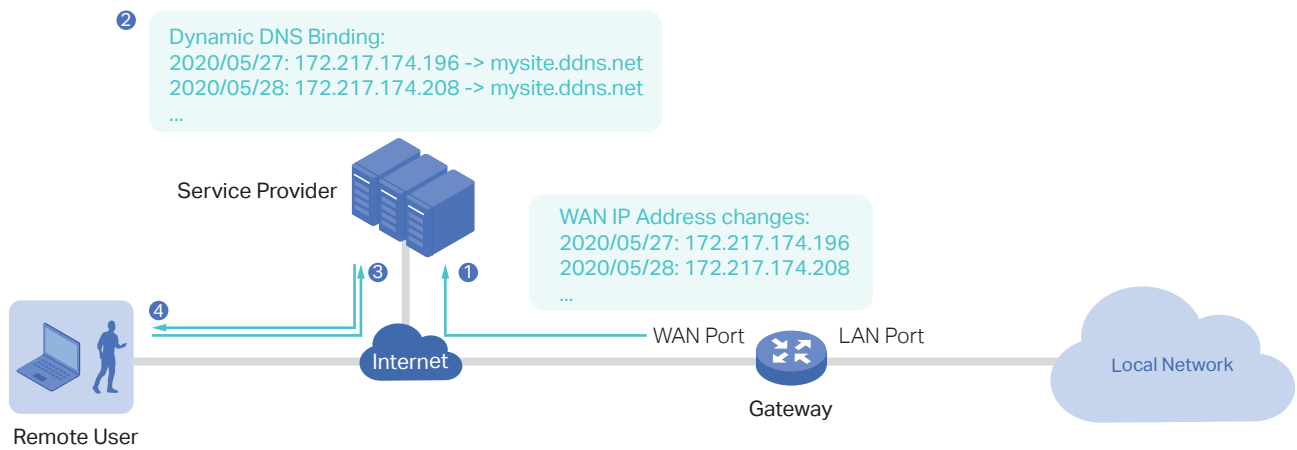 2
Dynamic DNS Binding:
2020/05/27: 172.217.174.196 -> mysite.ddns.net
2020/05/28: 172.217.174.208 -> mysite.ddns.net
...
Service Provider
WAN IP Address changes:
2020/05/27: 172.217.174.196
2020/05/28: 172.217.174.208
...
3
1
4
WAN Port
LAN Port
Internet
Local Network
Gateway
Remote User